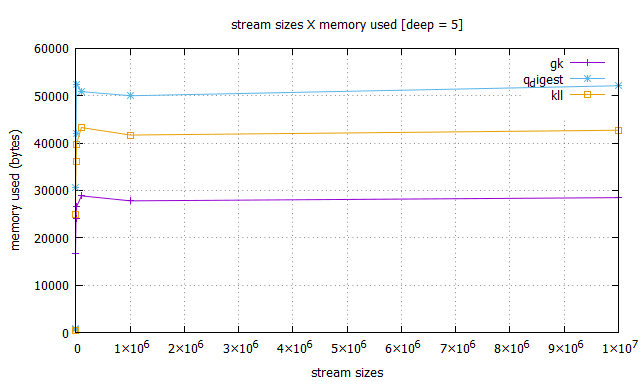 stream sizes X memory used [deep = 5]
60000
50000
40000
30000
20000
10000
0
memory used (bytes)
gk
q_digest
kll
0 1×10⁶ 2×10⁶ 3×10⁶ 4×10⁶ 5×10⁶ 6×10⁶ 7×10⁶ 8×10⁶ 9×10⁶ 1×10⁷
stream sizes